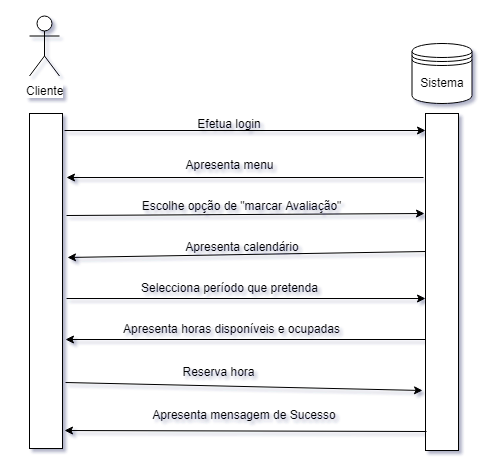 Cliente
Sistema
Efetua login
Apresenta menu
Escolhe opção de "marcar Avaliação"
Apresenta calendário
Selecciona período que pretenda
Apresenta horas disponíveis e ocupadas
Reserva hora
Apresenta mensagem de Sucesso